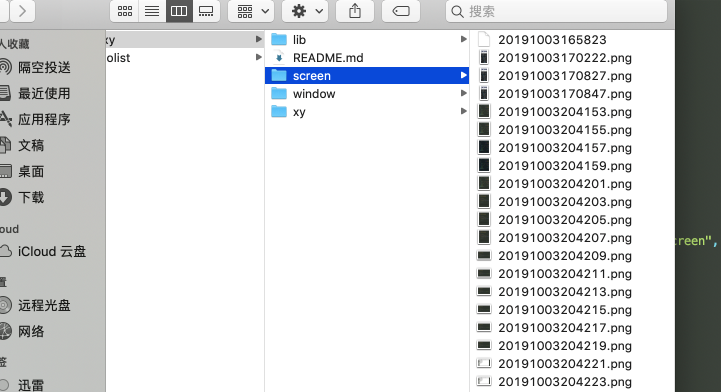 搜索
人收藏
隔空投送
最近使用
应用程序
文稿
桌面
下载
oud
iCloud 云盘
置
远程光盘
网络
签
迅雷
xy
olist
lib
README.md
screen
window
xy
20191003165823
20191003170222.png
20191003170827.png
20191003170847.png
20191003204153.png
20191003204155.png
20191003204157.png
20191003204159.png
20191003204201.png
20191003204203.png
20191003204205.png
20191003204207.png
20191003204209.png
20191003204211.png
20191003204213.png
20191003204215.png
20191003204217.png
20191003204219.png
20191003204221.png
20191003204223.png
reen",